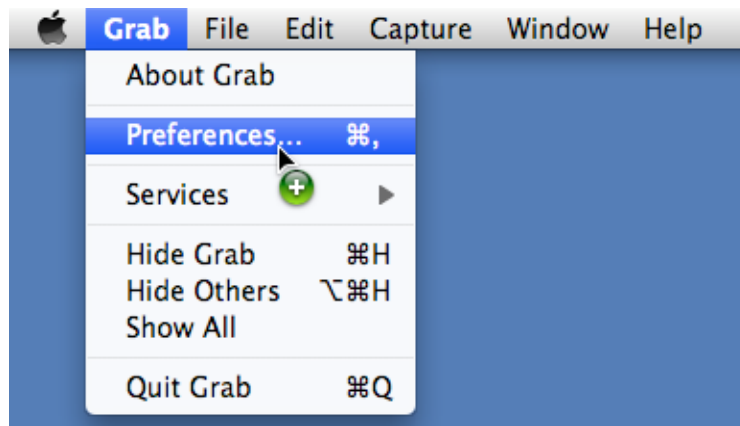 Grab File Edit Capture Window Help
About Grab
Preferences... ⌘,
Services
Hide Grab ⌘H
Hide Others ⌥⌘H
Show All
Quit Grab ⌘Q